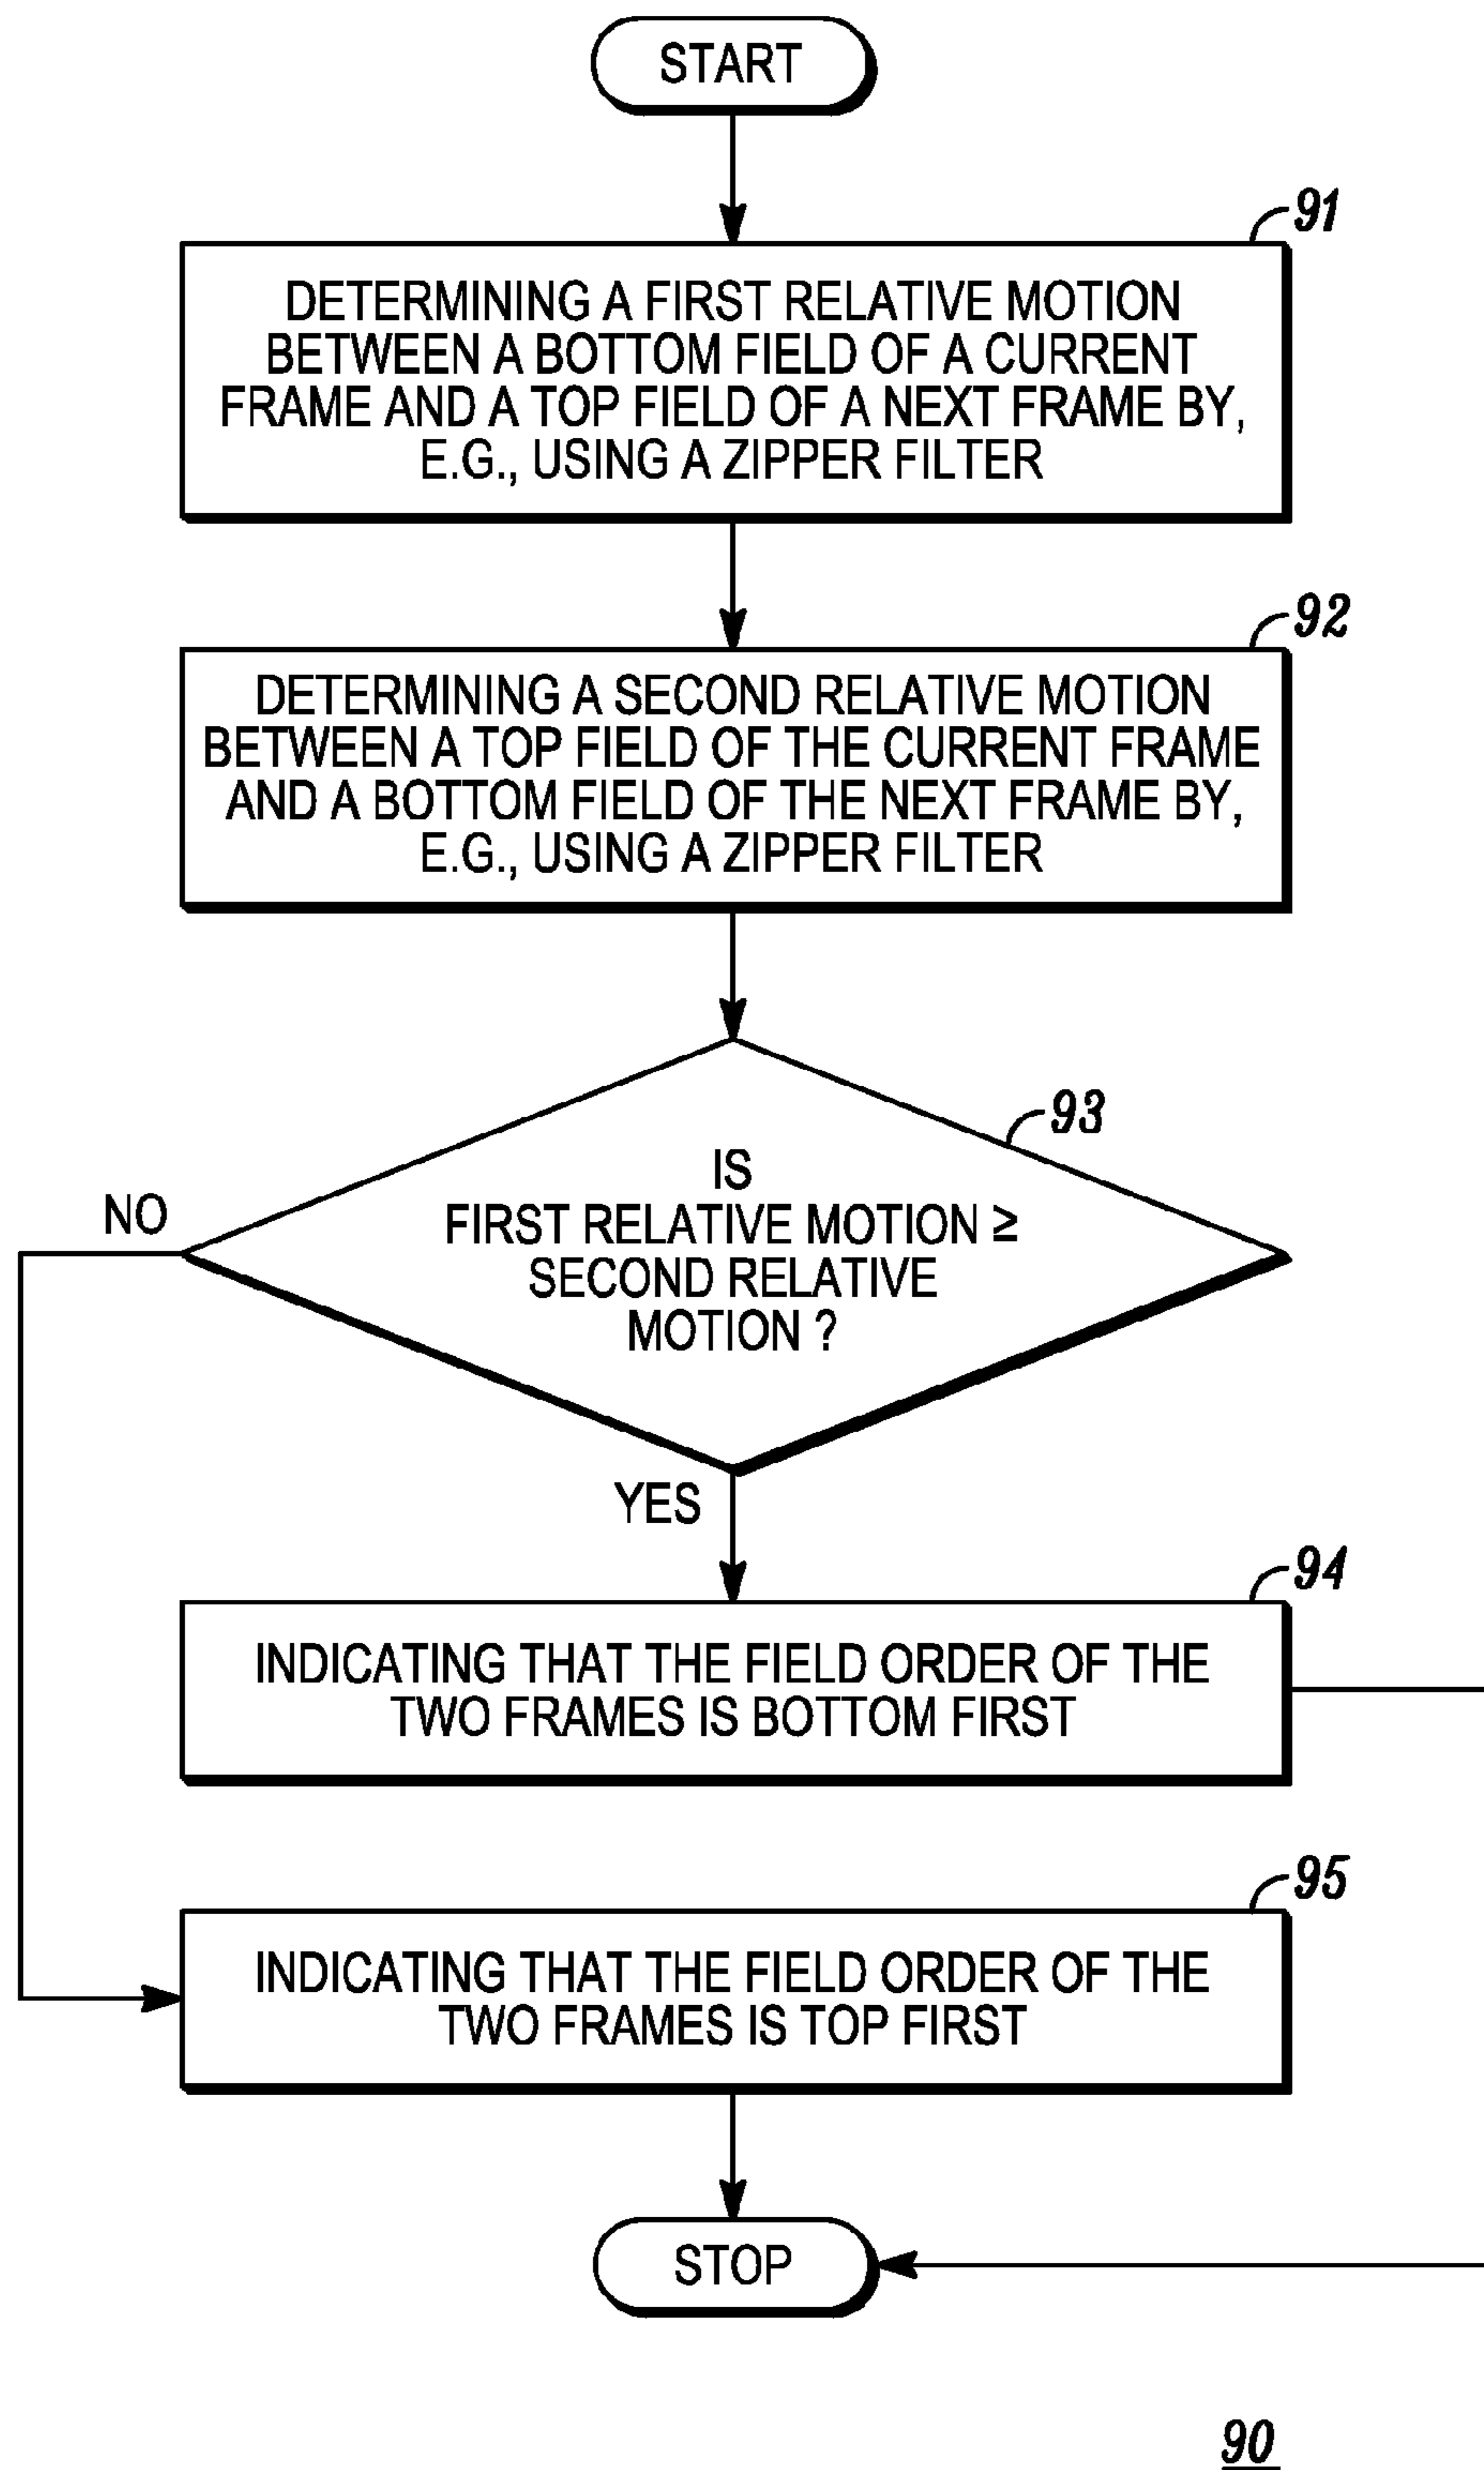 START
91
DETERMINING A FIRST RELATIVE MOTION
BETWEEN A BOTTOM FIELD OF A CURRENT
FRAME AND A TOP FIELD OF A NEXT FRAME BY,
E.G., USING A ZIPPER FILTER
92
DETERMINING A SECOND RELATIVE MOTION
BETWEEN A TOP FIELD OF THE CURRENT FRAME
AND A BOTTOM FIELD OF THE NEXT FRAME BY,
E.G., USING A ZIPPER FILTER
93
IS
FIRST RELATIVE MOTION ≥
SECOND RELATIVE
MOTION ?
NO
YES
94
INDICATING THAT THE FIELD ORDER OF THE
TWO FRAMES IS BOTTOM FIRST
95
INDICATING THAT THE FIELD ORDER OF THE
TWO FRAMES IS TOP FIRST
STOP
90